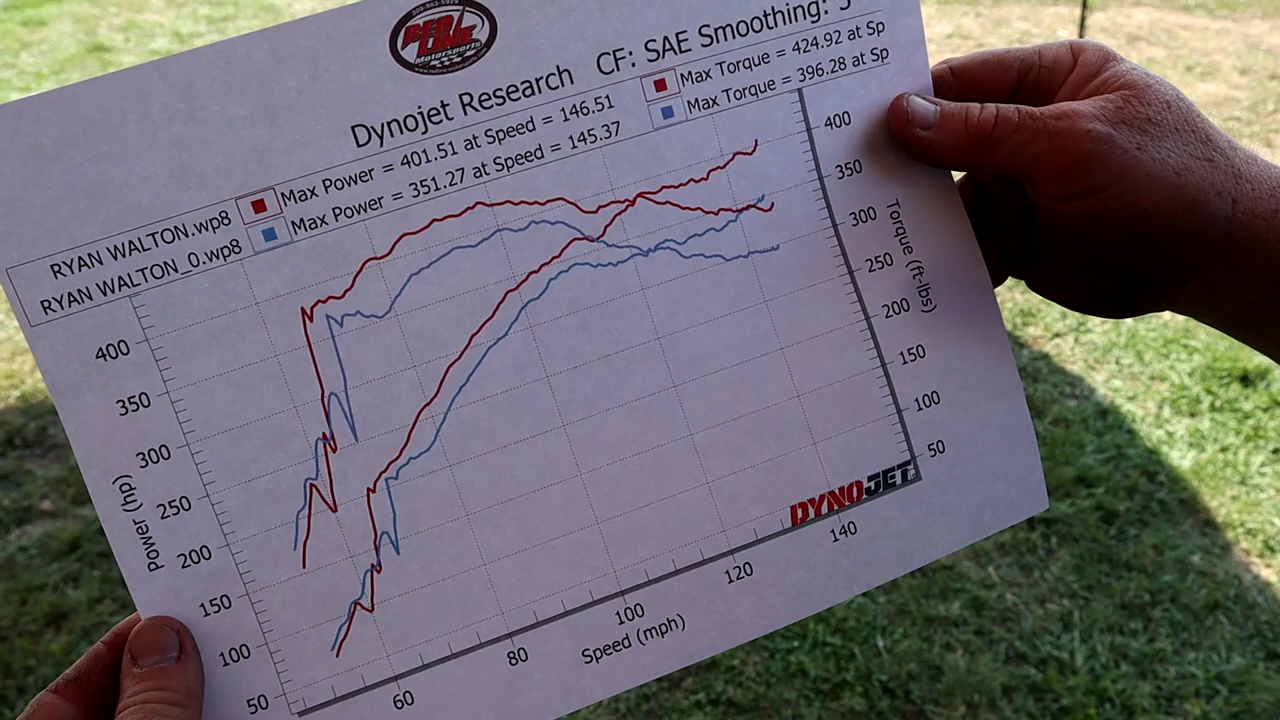 309-663-5929
RED LINE
Motorsports
Dynojet Research CF: SAE Smoothing: 5
RYAN WALTON.wp8 Max Power = 401.51 at Speed = 146.51 Max Torque = 424.92 at Sp
RYAN WALTON_0.wp8 Max Power = 351.27 at Speed = 145.37 Max Torque = 396.28 at Sp
400
350
300
250
200
150
100
50
Power (hp)
400
350
300
250
200
150
100
50
Torque (ft-lbs)
DYNOJET
60
80
100
120
140
Speed (mph)